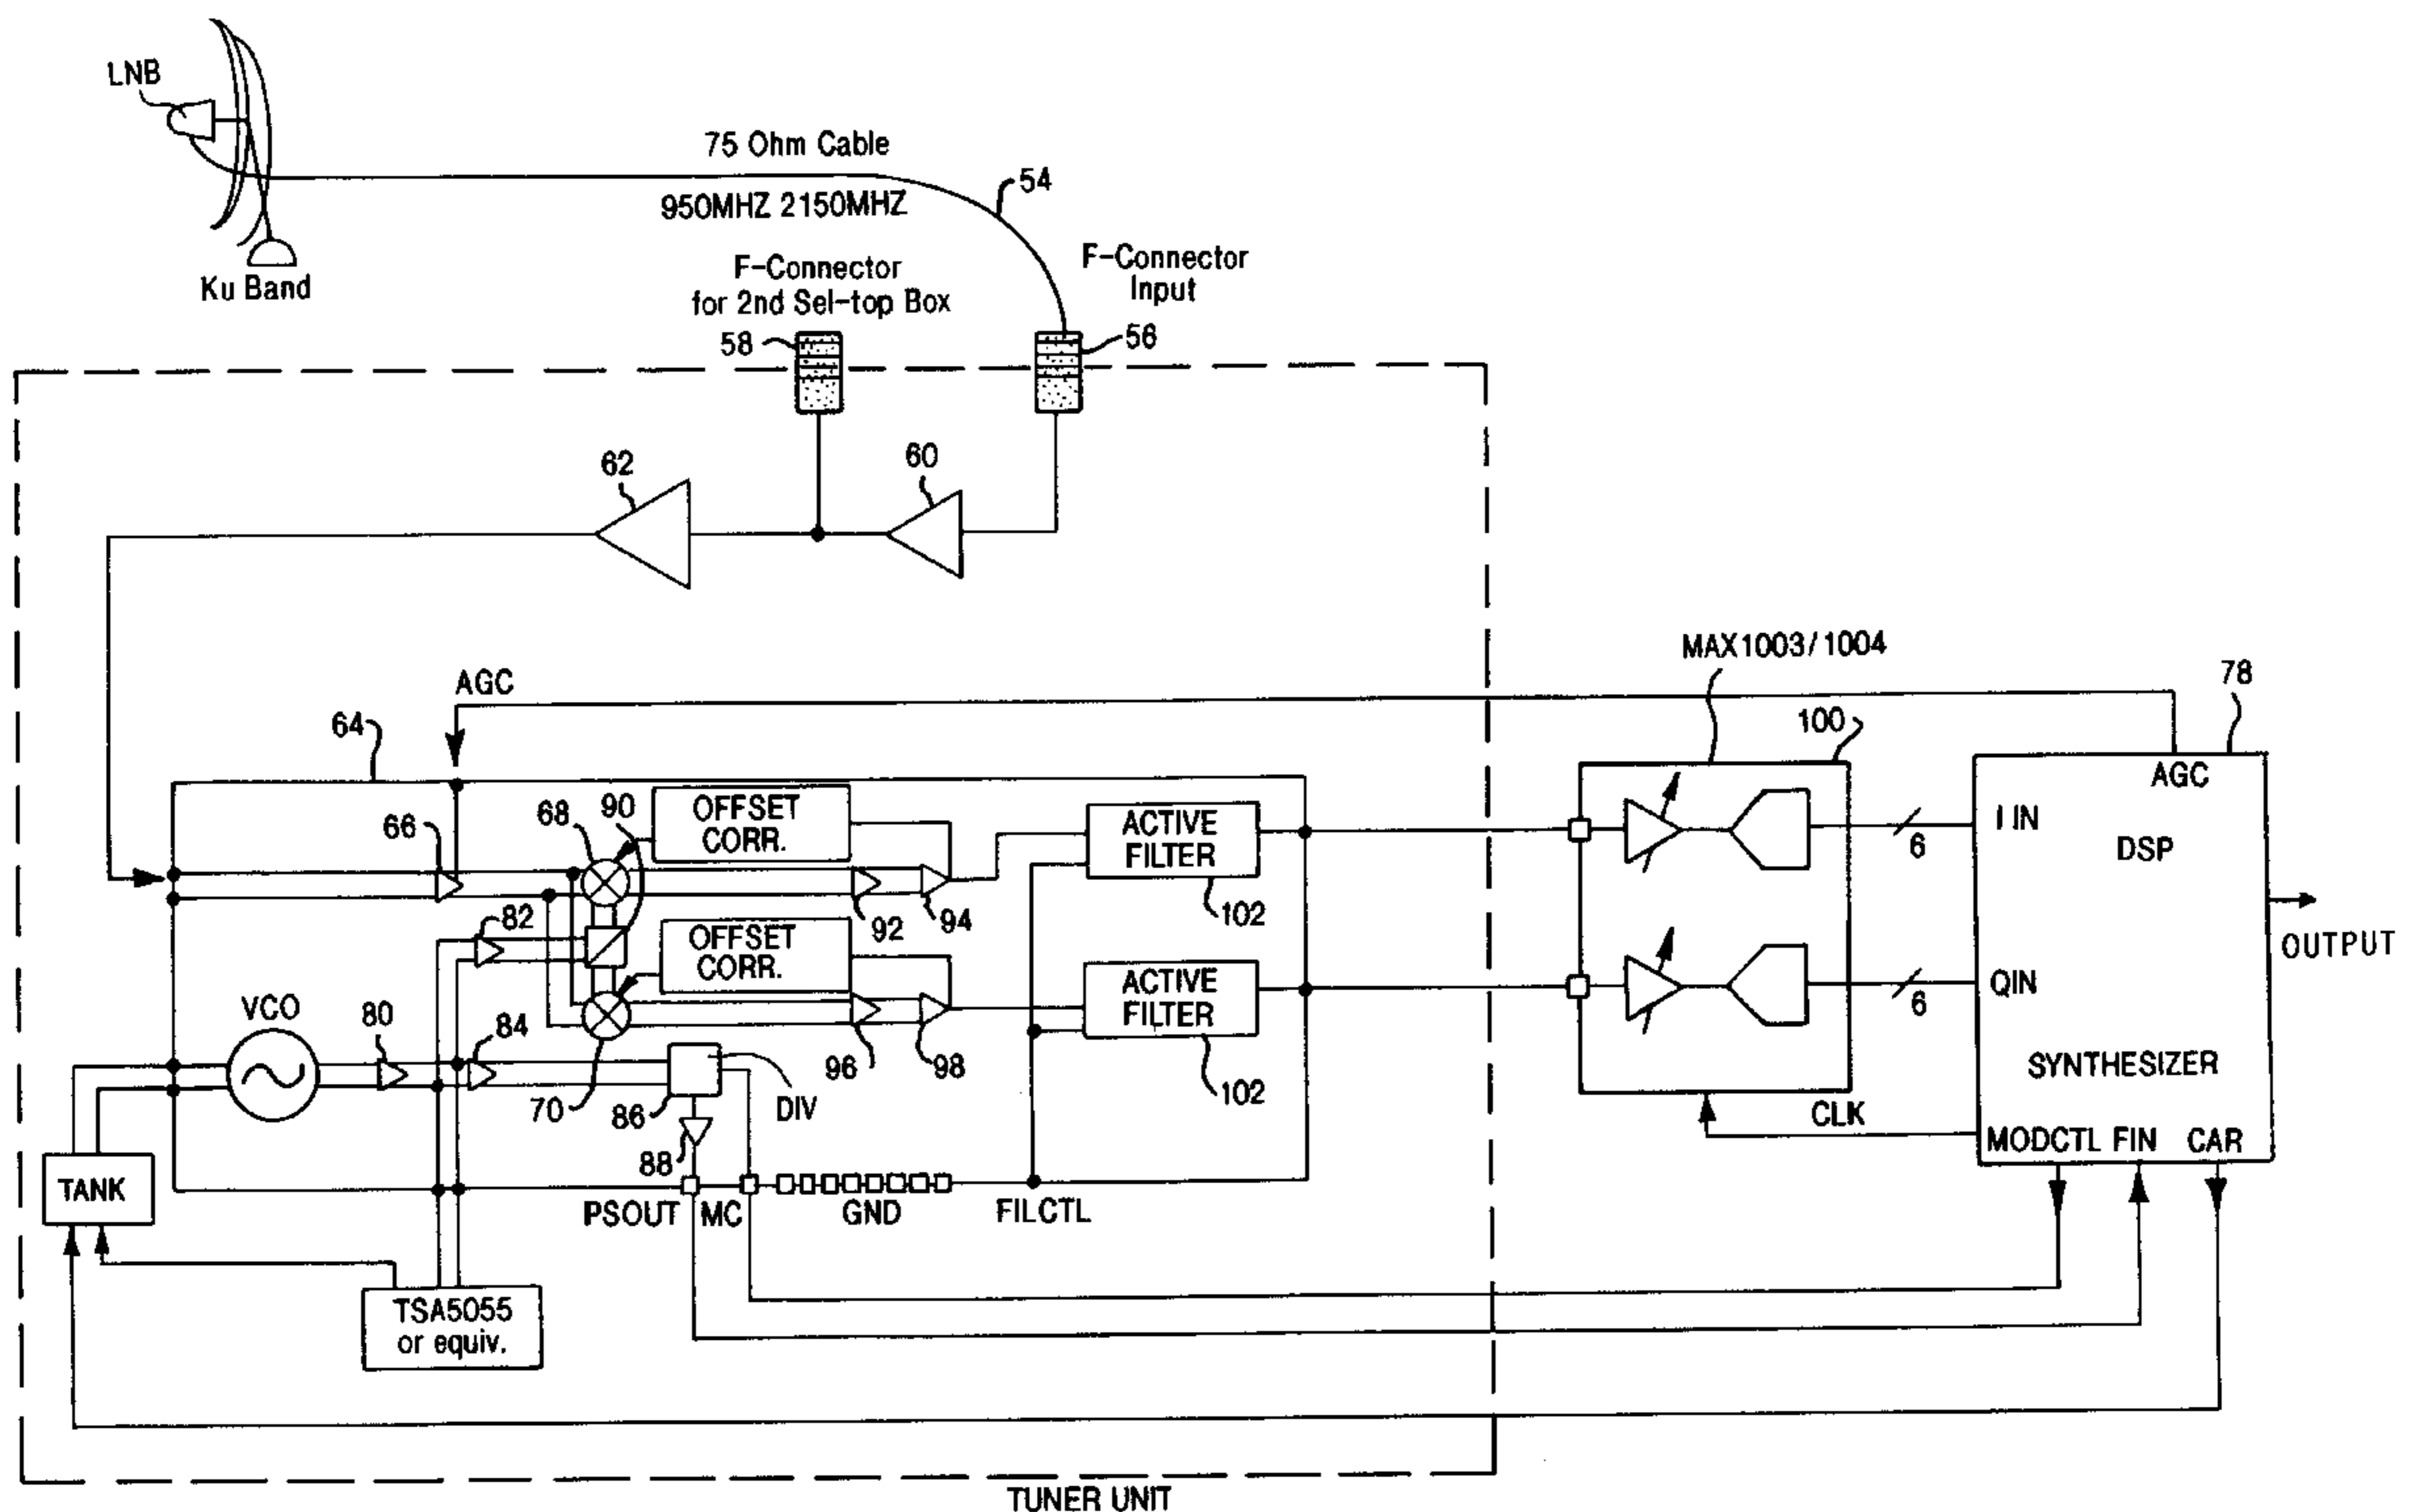 LNB
75 Ohm Cable
950MHZ 2150MHZ
54
Ku Band
F-Connector
for 2nd Sel-top Box
F-Connector
Input
58
56
62
60
MAX1003/1004
78
AGC
64
100
AGC
66
68
90
OFFSET
CORR.
ACTIVE
FILTER
I IN
6
DSP
92
94
102
82
OFFSET
CORR.
ACTIVE
FILTER
OUTPUT
QIN
6
VCO
80
84
96
98
102
SYNTHESIZER
70
86
DIV
CLK
MODCTL FIN CAR
88
TANK
PSOUT MC
GND
FILCTL
TSA5055
or equiv.
TUNER UNIT